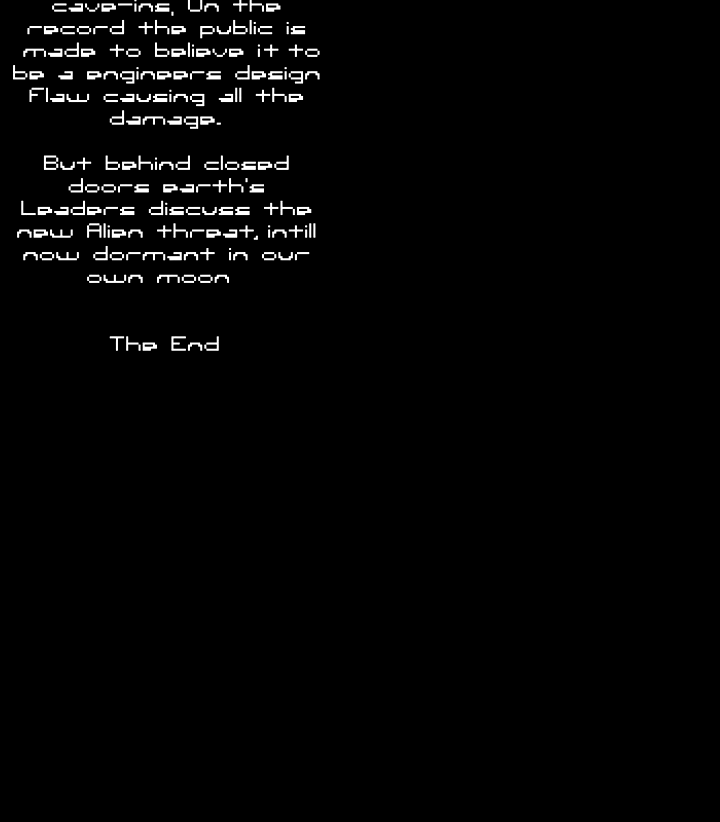 cave-ins, On the
record the public is
made to believe it to
be a engineers design
Flaw causing all the
damage.
But behind closed
doors earth's
Leaders discuss the
new Alien threat, intill
now dormant in our
own moon
The End